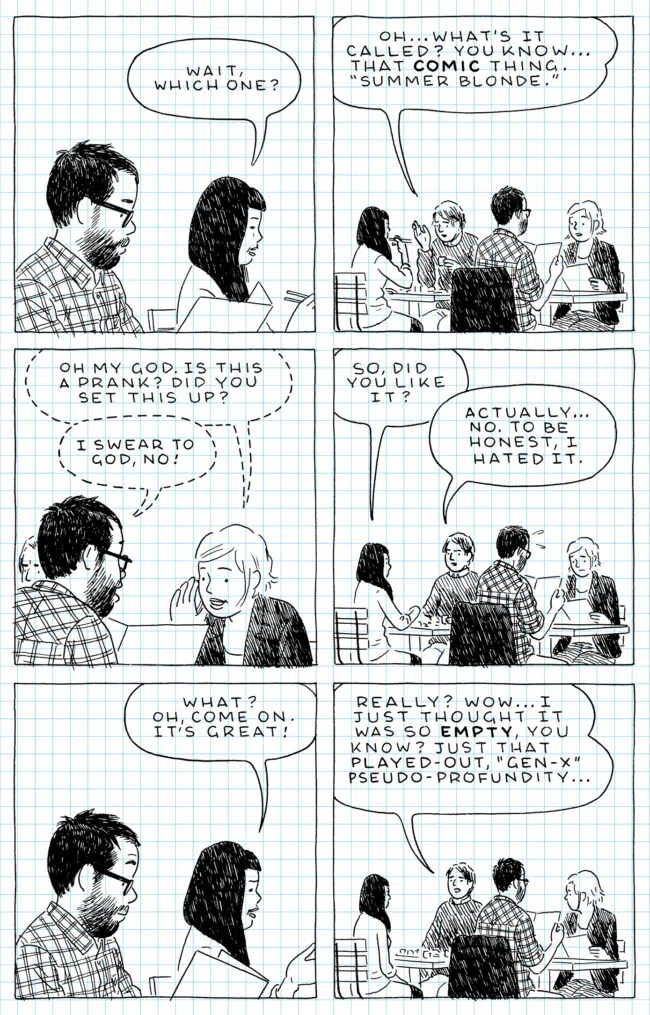 WAIT,
WHICH ONE?
OH...WHAT'S IT
CALLED? YOU KNOW...
THAT COMIC THING.
"SUMMER BLONDE."
OH MY GOD. IS THIS
A PRANK? DID YOU
SET THIS UP?
I SWEAR TO
GOD, NO!
SO, DID
YOU LIKE
IT?
ACTUALLY...
NO. TO BE
HONEST, I
HATED IT.
WHAT?
OH, COME ON.
IT'S GREAT!
REALLY? WOW...I
JUST THOUGHT IT
WAS SO EMPTY, YOU
KNOW? JUST THAT
PLAYED-OUT, "GEN-X"
PSEUDO-PROFUNDITY...